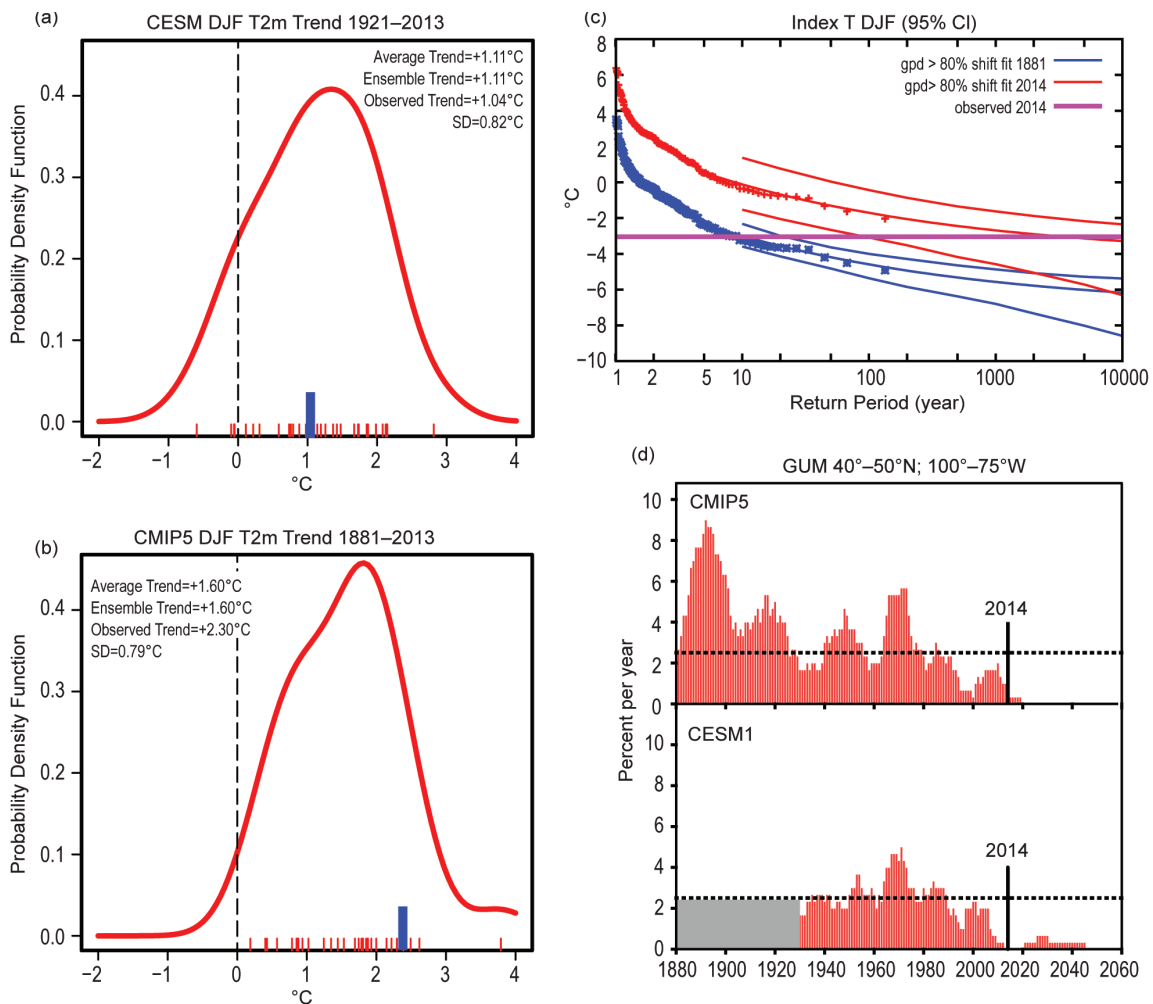 (a)
CESM DJF T2m Trend 1921–2013
Average Trend=+1.11°C
Ensemble Trend=+1.11°C
Observed Trend=+1.04°C
SD=0.82°C
Probability Density Function
0.4
0.3
0.2
0.1
0.0
−2 −1 0 1 2 3 4
°C
(b)
CMIP5 DJF T2m Trend 1881–2013
Average Trend=+1.60°C
Ensemble Trend=+1.60°C
Observed Trend=+2.30°C
SD=0.79°C
Probability Density Function
0.4
0.3
0.2
0.1
0.0
−2 −1 0 1 2 3 4
°C
(c)
Index T DJF (95% CI)
gpd > 80% shift fit 1881
gpd> 80% shift fit 2014
observed 2014
°C
8
6
4
2
0
−2
−4
−6
−8
−10
1 2 5 10 100 1000 10000
Return Period (year)
(d)
GUM 40°–50°N; 100°–75°W
CMIP5
2014
10
8
6
4
2
0
Percent per year
CESM1
2014
10
8
6
4
2
0
1880 1900 1920 1940 1960 1980 2000 2020 2040 2060